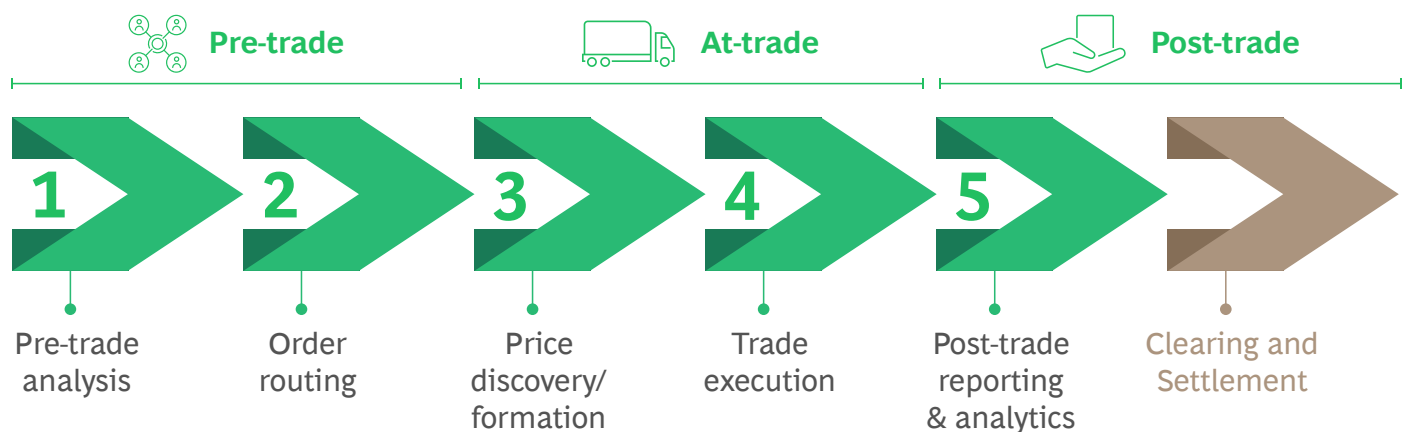 Pre-trade
At-trade
Post-trade
1
2
3
4
5
Pre-trade
analysis
Order
routing
Price
discovery/
formation
Trade
execution
Post-trade
reporting
& analytics
Clearing and
Settlement